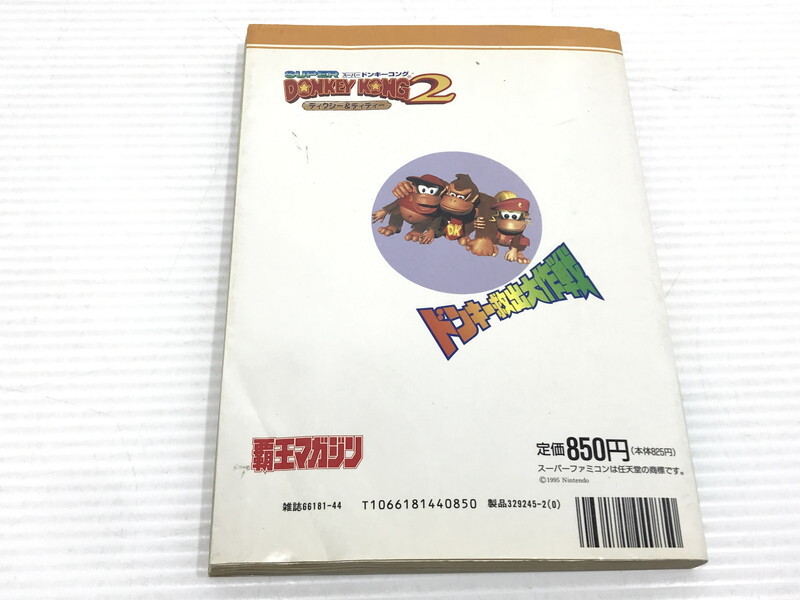 SUPER スーパードンキーコング
DONKEY KONG 2
ディクシー&ディディー
DK
ドンキー救出大作戦
覇王マガジン
定価850円(本体825円)
スーパーファミコンは任天堂の商標です。
©1995 Nintendo
雑誌66181-44 T1066181440850 製品329245-2(0)